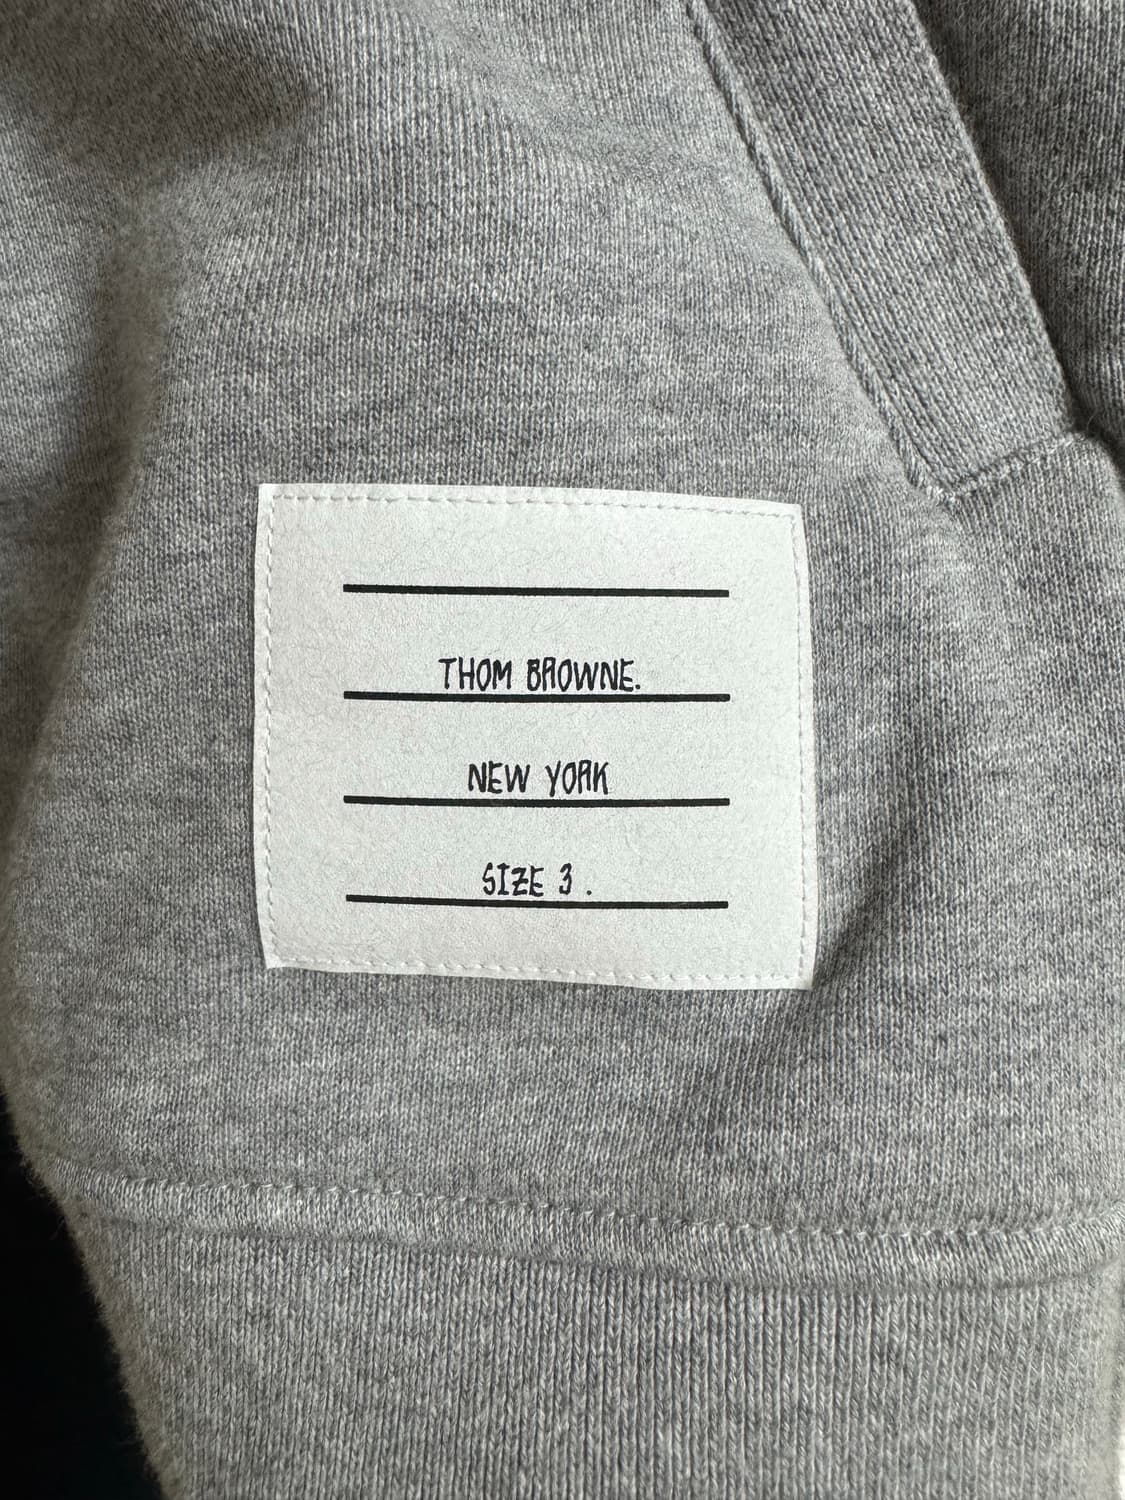 THOM BROWNE.
NEW YORK
SIZE 3.